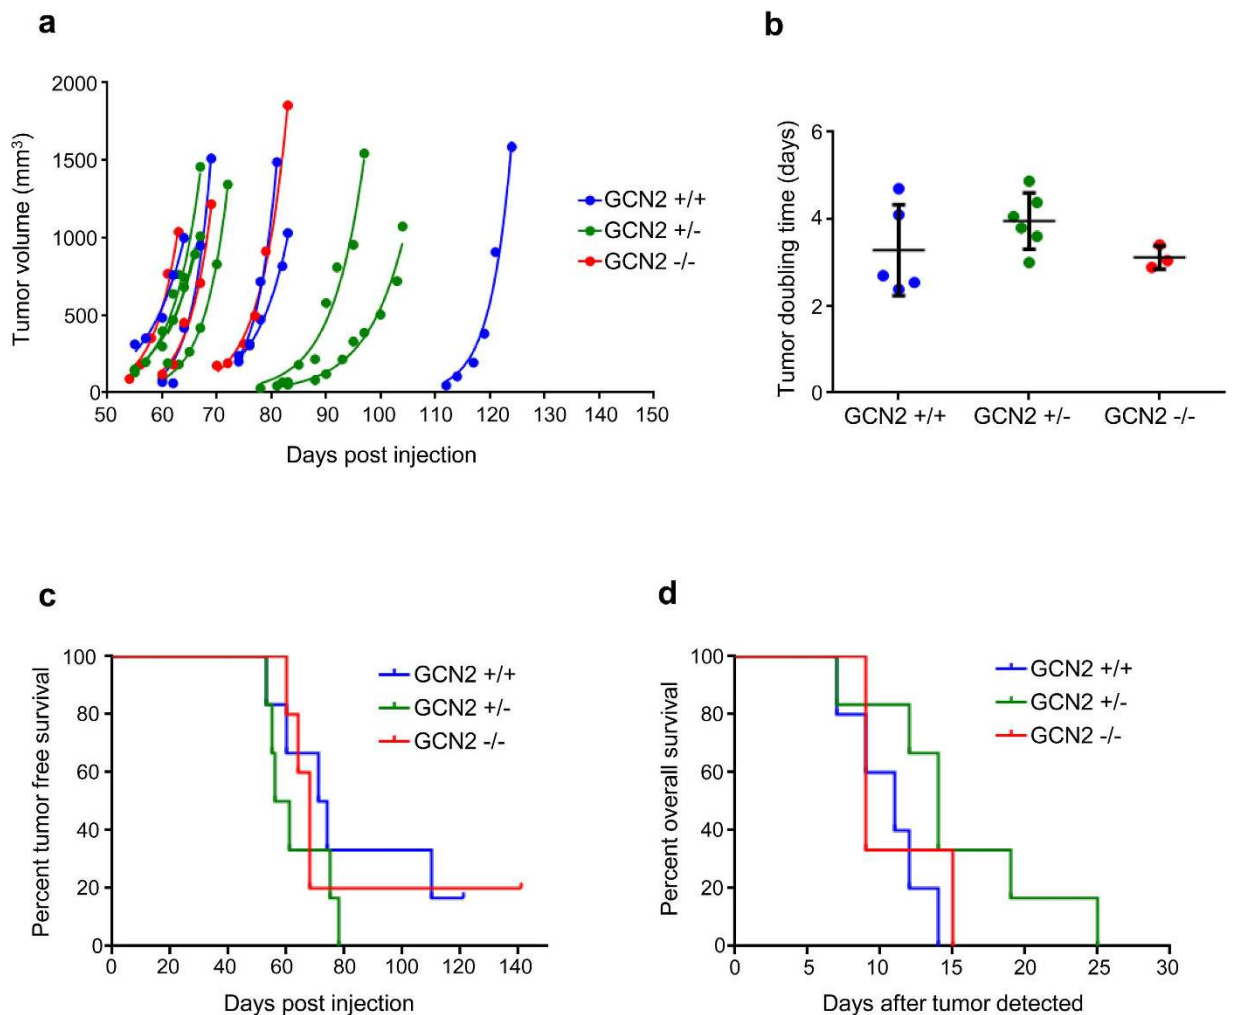 a
b
2000
1500
1000
500
0
Tumor volume (mm³)
50 60 70 80 90 100 110 120 130 140 150
Days post injection
GCN2 +/+
GCN2 +/-
GCN2 -/-
6
4
2
0
Tumor doubling time (days)
GCN2 +/+ GCN2 +/- GCN2 -/-
c
d
100
80
60
40
20
0
Percent tumor free survival
0 20 40 60 80 100 120 140
Days post injection
GCN2 +/+
GCN2 +/-
GCN2 -/-
100
80
60
40
20
0
Percent overall survival
0 5 10 15 20 25 30
Days after tumor detected
GCN2 +/+
GCN2 +/-
GCN2 -/-